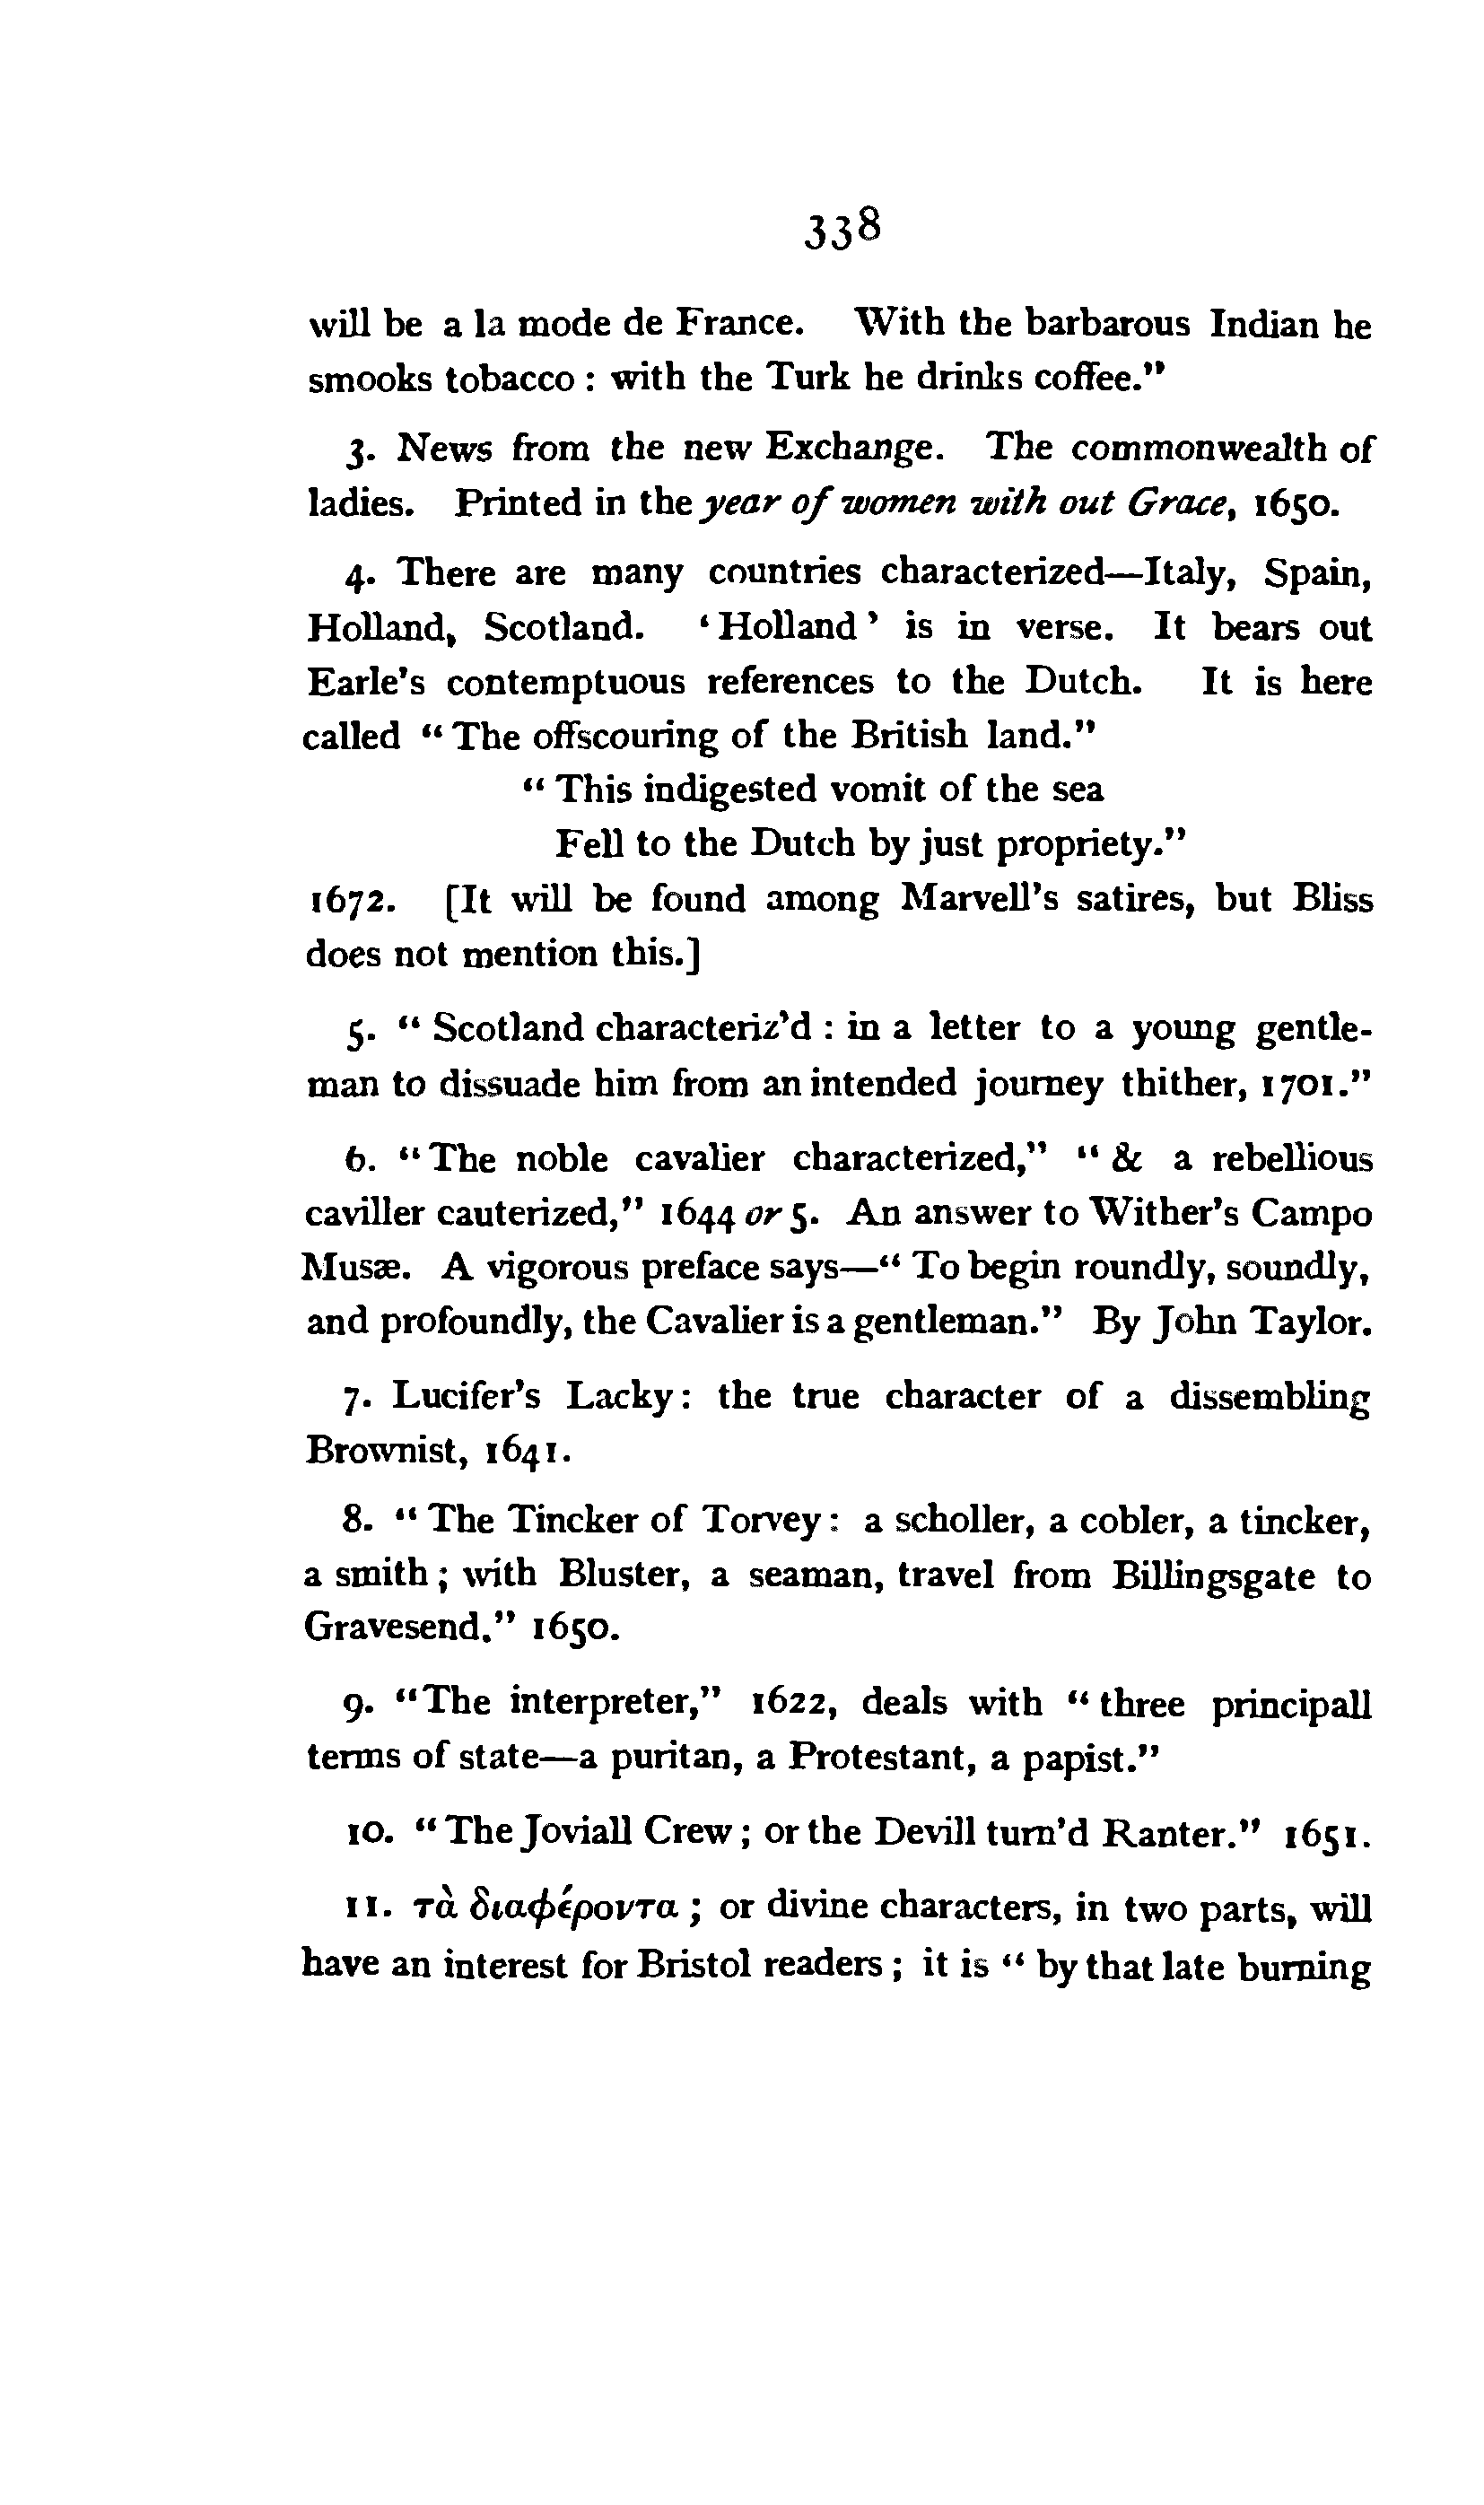 338
will be a la mode de France. With the barbarous Indian he
smooks tobacco : with the Turk he drinks coffee."
3. News from the new Exchange. The commonwealth of
ladies. Printed in the year of women with out Grace, 1650.
4. There are many countries characterized—Italy, Spain,
Holland, Scotland. ‘ Holland ’ is in verse. It bears out
Earle's contemptuous references to the Dutch. It is here
called “ The offscouring of the British land.”
“ This indigested vomit of the sea
Fell to the Dutch by just propriety.”
1672. [It will be found among Marvell's satires, but Bliss
does not mention this.]
5. “ Scotland characteriz'd : in a letter to a young gentle-
man to dissuade him from an intended journey thither, 1701.”
6. “ The noble cavalier characterized,” “ & a rebellious
caviller cauterized,” 1644 or 5. An answer to Wither's Campo
Musæ. A vigorous preface says—“ To begin roundly, soundly,
and profoundly, the Cavalier is a gentleman.” By John Taylor.
7. Lucifer's Lacky : the true character of a dissembling
Brownist, 1641.
8. “ The Tincker of Torvey : a scholler, a cobler, a tincker,
a smith ; with Bluster, a seaman, travel from Billingsgate to
Gravesend.” 1650.
9. “The interpreter,” 1622, deals with “ three principall
terms of state—a puritan, a Protestant, a papist.”
10. “ The Joviall Crew ; or the Devill turn'd Ranter.” 1651.
11. τὰ διαφέροντα ; or divine characters, in two parts, will
have an interest for Bristol readers ; it is “ by that late burning